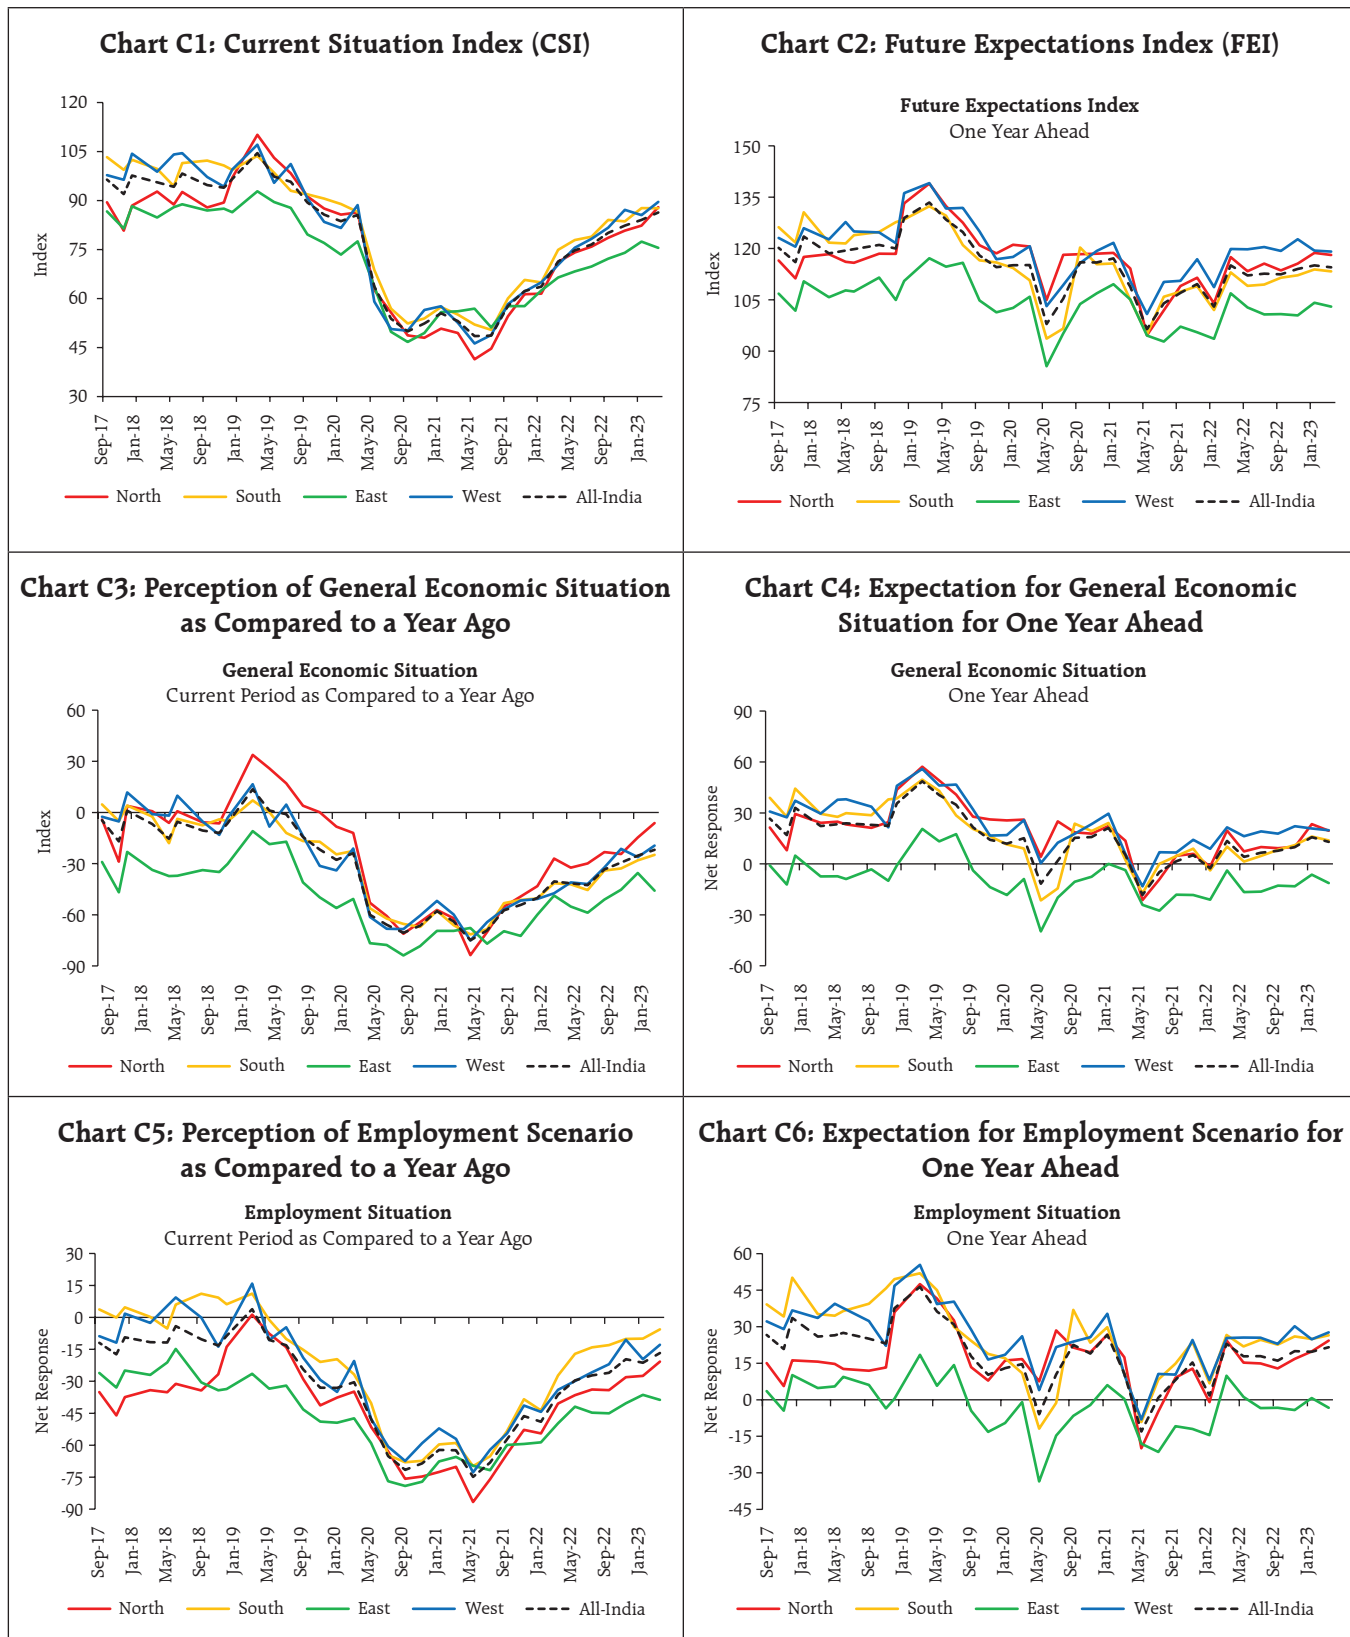 Chart C1: Current Situation Index (CSI)
120
105
90
75
60
45
30
Index
Sep-17
Jan-18
May-18
Sep-18
Jan-19
May-19
Sep-19
Jan-20
May-20
Sep-20
Jan-21
May-21
Sep-21
Jan-22
May-22
Sep-22
Jan-23
North South East West All-India
Chart C2: Future Expectations Index (FEI)
Future Expectations Index
One Year Ahead
150
135
120
105
90
75
Index
Sep-17
Jan-18
May-18
Sep-18
Jan-19
May-19
Sep-19
Jan-20
May-20
Sep-20
Jan-21
May-21
Sep-21
Jan-22
May-22
Sep-22
Jan-23
North South East West All-India
Chart C3: Perception of General Economic Situation
as Compared to a Year Ago
General Economic Situation
Current Period as Compared to a Year Ago
60
30
0
-30
-60
-90
Index
Sep-17
Jan-18
May-18
Sep-18
Jan-19
May-19
Sep-19
Jan-20
May-20
Sep-20
Jan-21
May-21
Sep-21
Jan-22
May-22
Sep-22
Jan-23
North South East West All-India
Chart C4: Expectation for General Economic
Situation for One Year Ahead
General Economic Situation
One Year Ahead
90
60
30
0
-30
-60
Net Response
Sep-17
Jan-18
May-18
Sep-18
Jan-19
May-19
Sep-19
Jan-20
May-20
Sep-20
Jan-21
May-21
Sep-21
Jan-22
May-22
Sep-22
Jan-23
North South East West All-India
Chart C5: Perception of Employment Scenario
as Compared to a Year Ago
Employment Situation
Current Period as Compared to a Year Ago
30
15
0
-15
-30
-45
-60
-75
-90
Net Response
Sep-17
Jan-18
May-18
Sep-18
Jan-19
May-19
Sep-19
Jan-20
May-20
Sep-20
Jan-21
May-21
Sep-21
Jan-22
May-22
Sep-22
Jan-23
North South East West All-India
Chart C6: Expectation for Employment Scenario for
One Year Ahead
Employment Situation
One Year Ahead
60
45
30
15
0
-15
-30
-45
Net Response
Sep-17
Jan-18
May-18
Sep-18
Jan-19
May-19
Sep-19
Jan-20
May-20
Sep-20
Jan-21
May-21
Sep-21
Jan-22
May-22
Sep-22
Jan-23
North South East West All-India